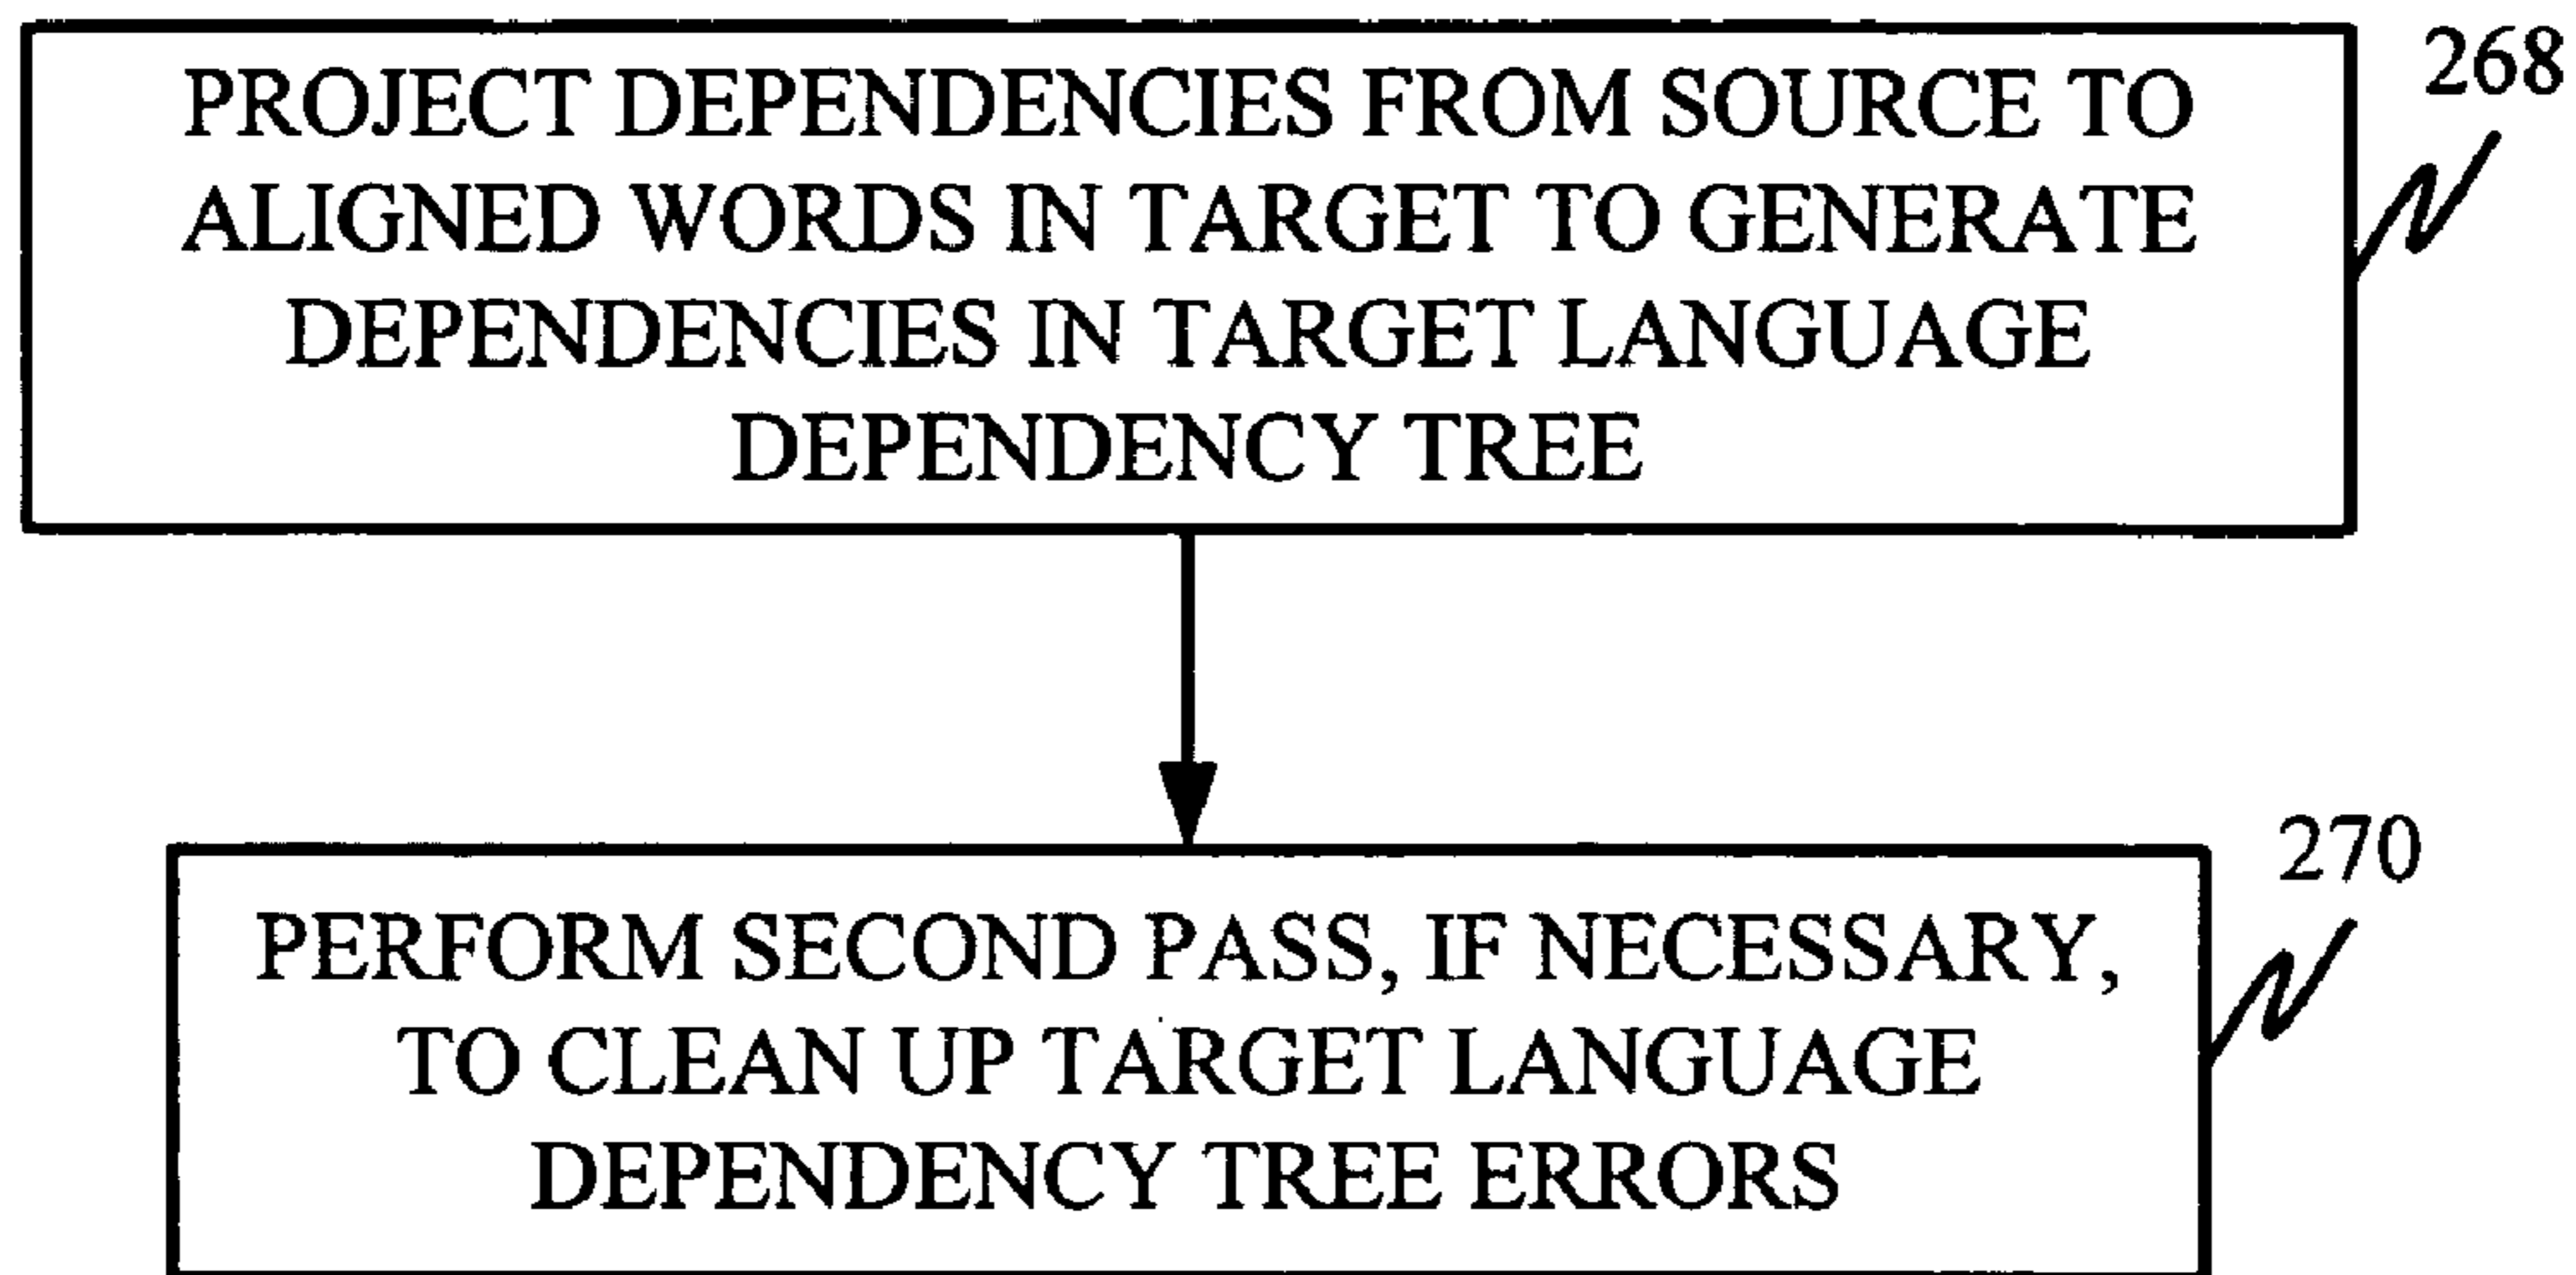 PROJECT DEPENDENCIES FROM SOURCE TO
ALIGNED WORDS IN TARGET TO GENERATE
DEPENDENCIES IN TARGET LANGUAGE
DEPENDENCY TREE
268
PERFORM SECOND PASS, IF NECESSARY,
TO CLEAN UP TARGET LANGUAGE
DEPENDENCY TREE ERRORS
270